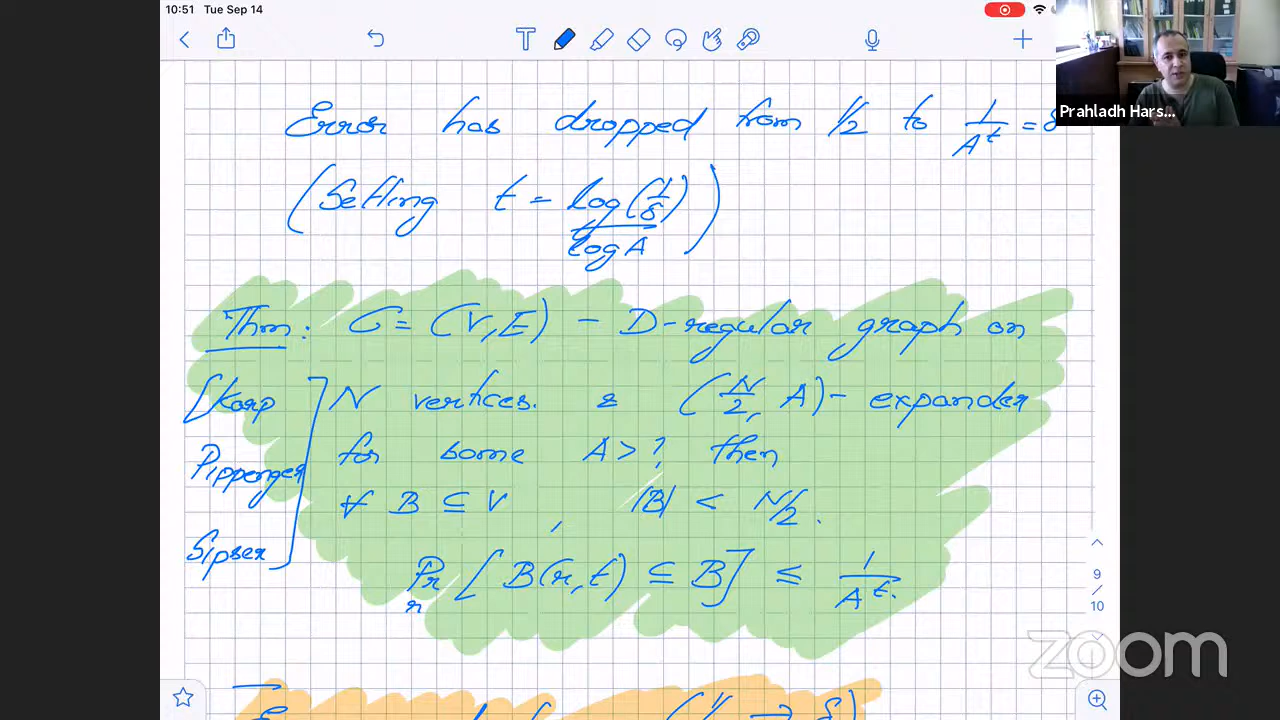 10:51 Tue Sep 14
Prahladh Hars...
Error has dropped from 1/2 to 1/A^t = δ
(Setting t = log(1/δ)/log A)
Thm: G = (V,E) - D-regular graph on
[Karp Pippenger Sipser]
N vertices. & (N/2, A)- expander
for some A > 1, then
∀ B ⊆ V, |B| < N/2.
Pr_r [B(r,t) ⊆ B] ≤ 1/A^t.
9/10
zoom